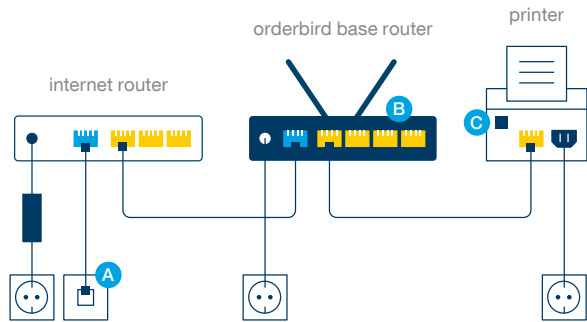 printer
orderbird base router
internet router
B
C
A